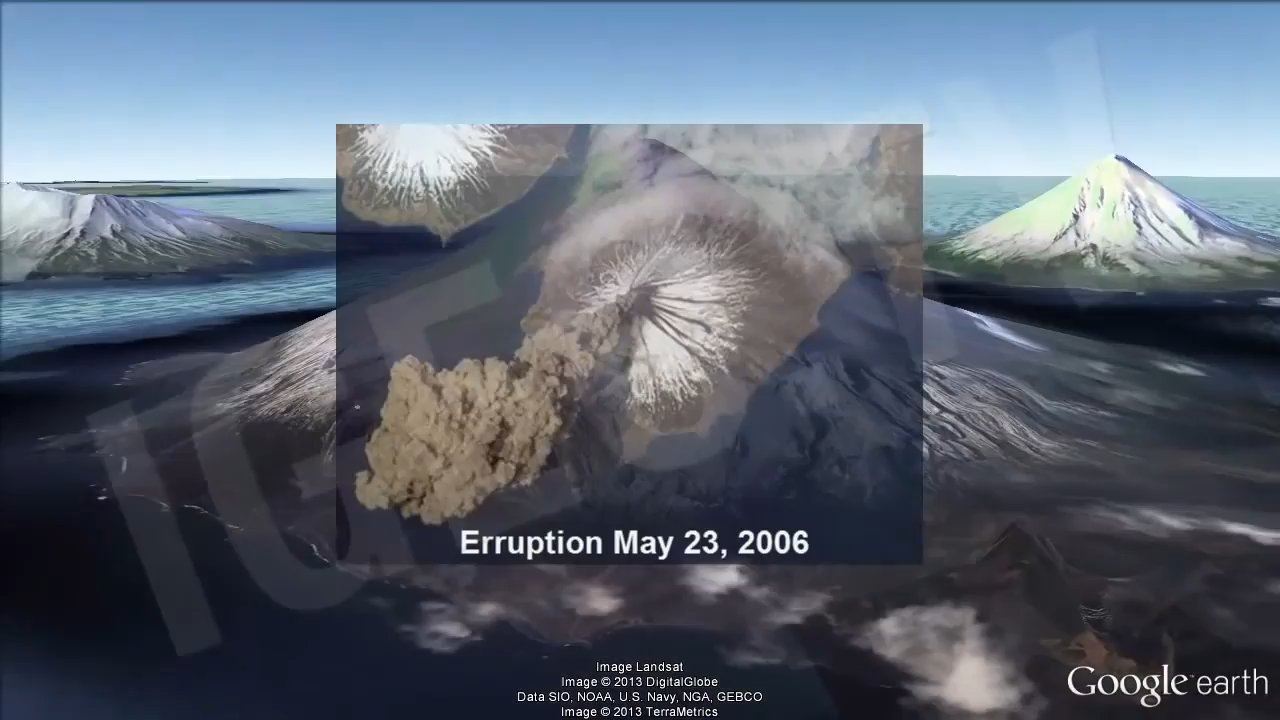 Erruption May 23, 2006
Image Landsat
Image © 2013 DigitalGlobe
Data SIO, NOAA, U.S. Navy, NGA, GEBCO
Image © 2013 TerraMetrics
Google earth